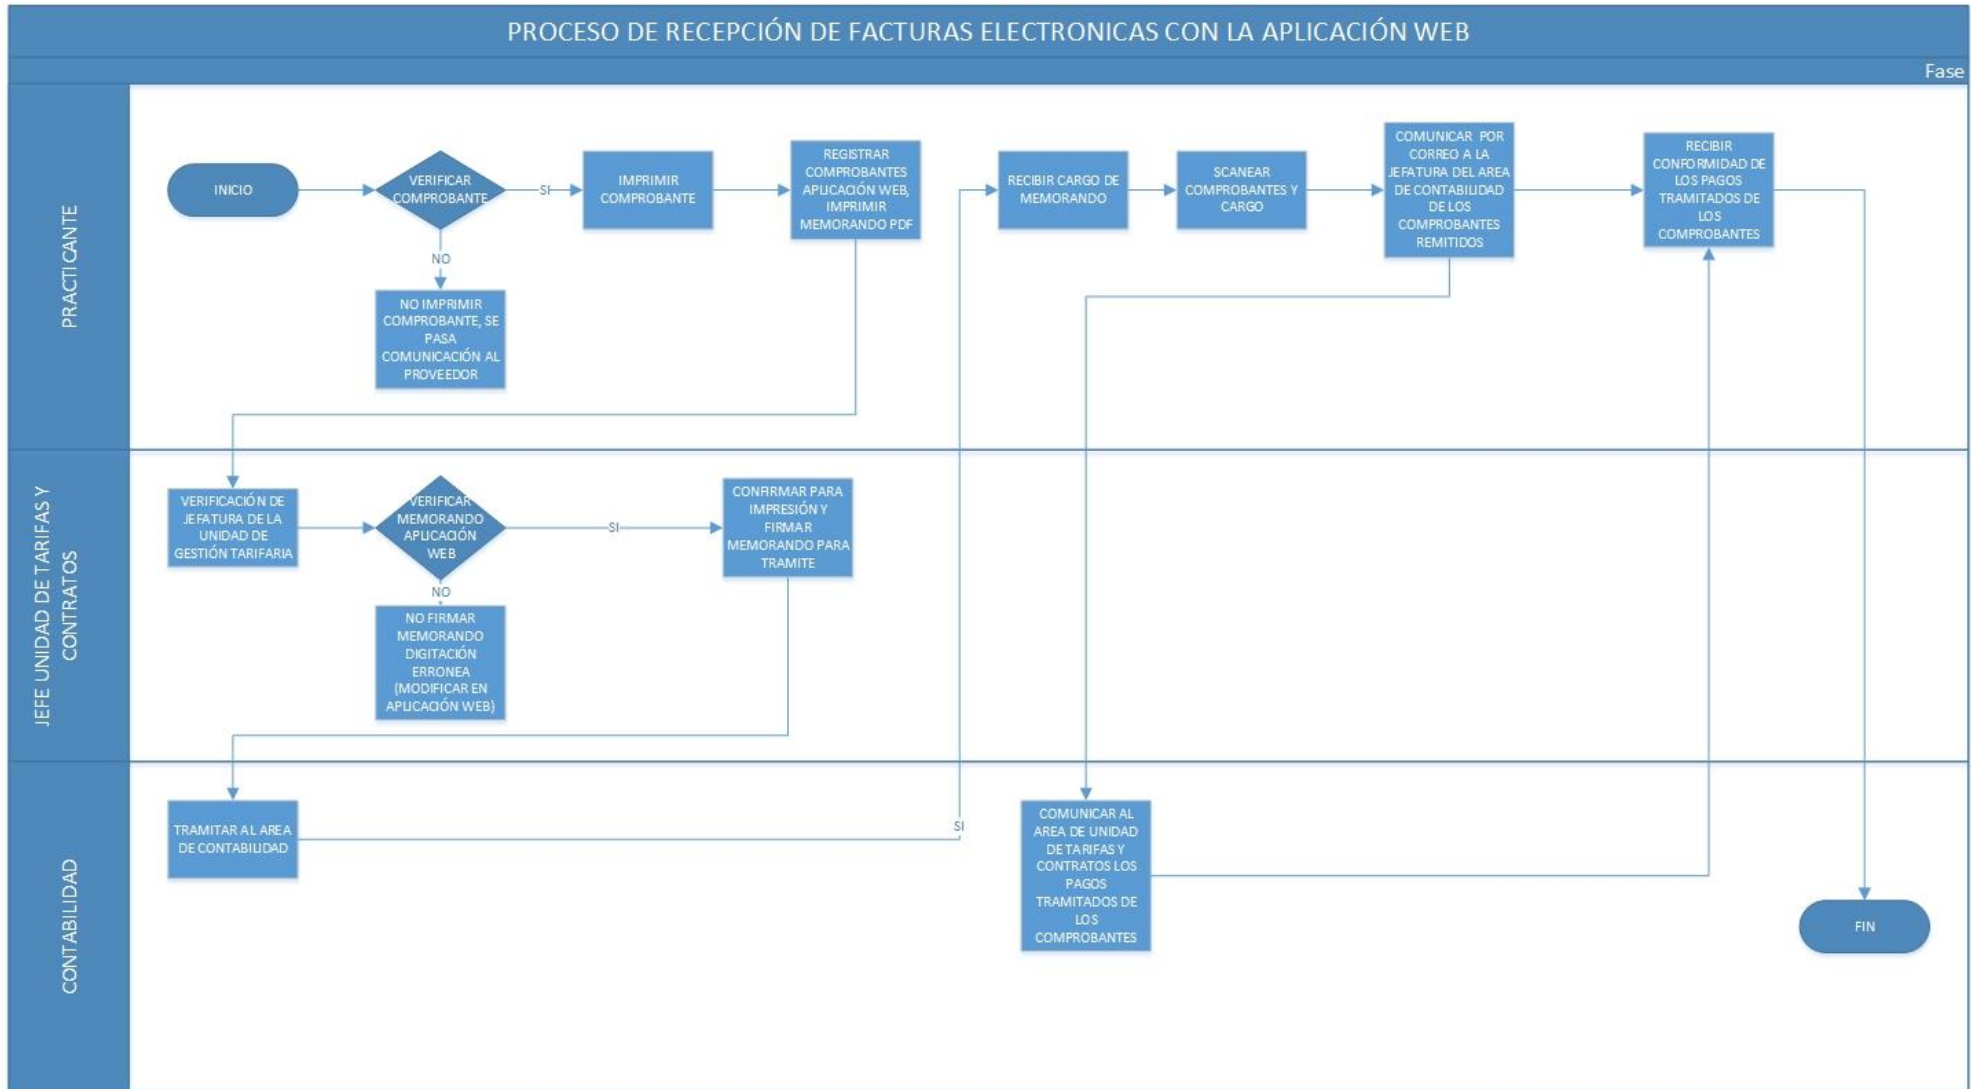 PROCESO DE RECEPCIÓN DE FACTURAS ELECTRONICAS CON LA APLICACIÓN WEB
Fase
PRACTICANTE
INICIO
VERIFICAR
COMPROBANTE
SI
NO
NO IMPRIMIR
COMPROBANTE, SE
PASA
COMUNICACIÓN AL
PROVEEDOR
IMPRIMIR
COMPROBANTE
REGISTRAR
COMPROBANTES
APLICACIÓN WEB,
IMPRIMIR
MEMORANDO PDF
RECIBIR CARGO DE
MEMORANDO
SCANEAR
COMPROBANTES Y
CARGO
COMUNICAR POR
CORREO A LA
JEFATURA DEL AREA
DE CONTABILIDAD
DE LOS
COMPROBANTES
REMITIDOS
RECIBIR
CONFORMIDAD DE
LOS PAGOS
TRAMITADOS DE
LOS
COMPROBANTES
JEFE UNIDAD DE TARIFAS Y
CONTRATOS
VERIFICACIÓN DE
JEFATURA DE LA
UNIDAD DE
GESTIÓN TARIFARIA
VERIFICAR
MEMORANDO
APLICACIÓN
WEB
SI
NO
NO FIRMAR
MEMORANDO
DIGITACIÓN
ERRONEA
(MODIFICAR EN
APLICACIÓN WEB)
CONFIRMAR PARA
IMPRESIÓN Y
FIRMAR
MEMORANDO PARA
TRAMITE
CONTABILIDAD
TRAMITAR AL AREA
DE CONTABILIDAD
SI
COMUNICAR AL
AREA DE UNIDAD
DE TARIFAS Y
CONTRATOS LOS
PAGOS
TRAMITADOS DE
LOS
COMPROBANTES
FIN